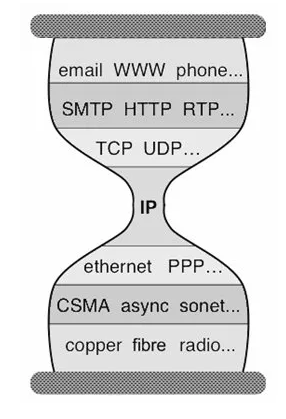 email WWW phone...
SMTP HTTP RTP...
TCP UDP...
IP
ethernet PPP...
CSMA async sonet...
copper fibre radio...